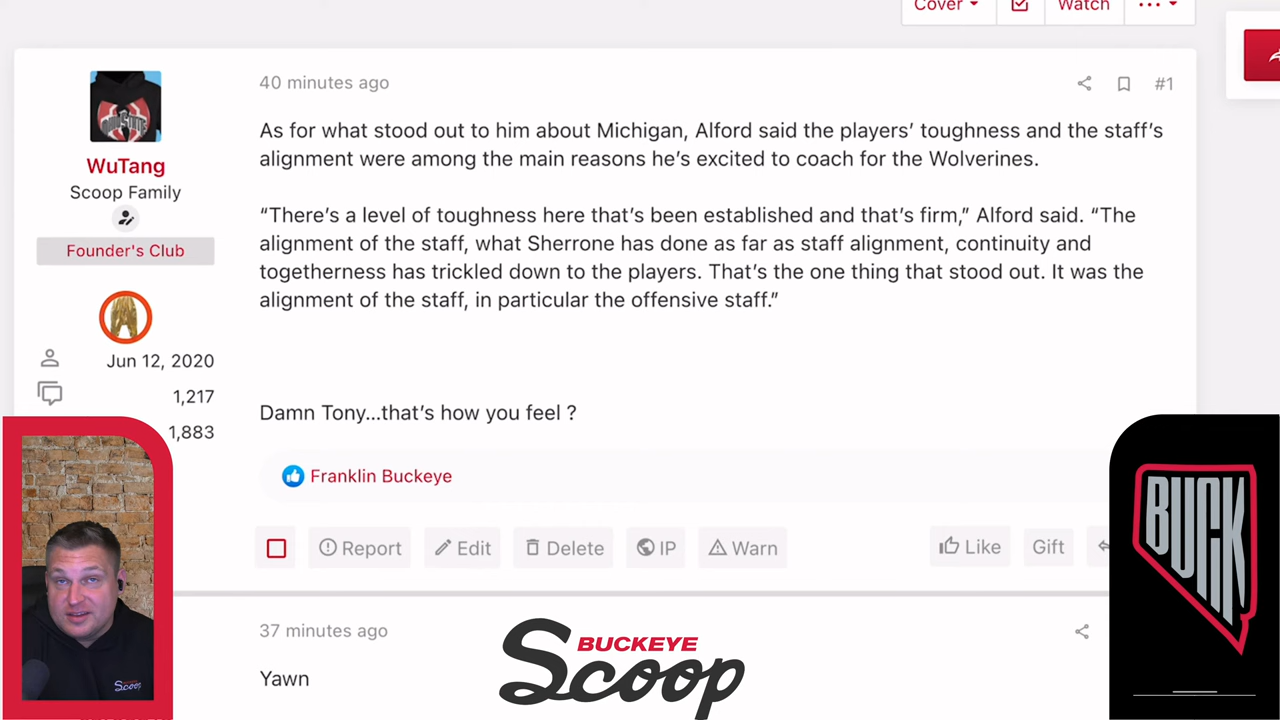 Cover
Watch
40 minutes ago
#1
As for what stood out to him about Michigan, Alford said the players’ toughness and the staff’s
alignment were among the main reasons he’s excited to coach for the Wolverines.
WuTang
Scoop Family
Founder's Club
“There’s a level of toughness here that’s been established and that’s firm,” Alford said. “The
alignment of the staff, what Sherrone has done as far as staff alignment, continuity and
togetherness has trickled down to the players. That’s the one thing that stood out. It was the
alignment of the staff, in particular the offensive staff.”
Jun 12, 2020
1,217
1,883
Damn Tony...that’s how you feel ?
Franklin Buckeye
Report
Edit
Delete
IP
Warn
Like
Gift
37 minutes ago
Yawn
BUCKEYE
Scoop
BUCK
BUCKEYE
Scoop